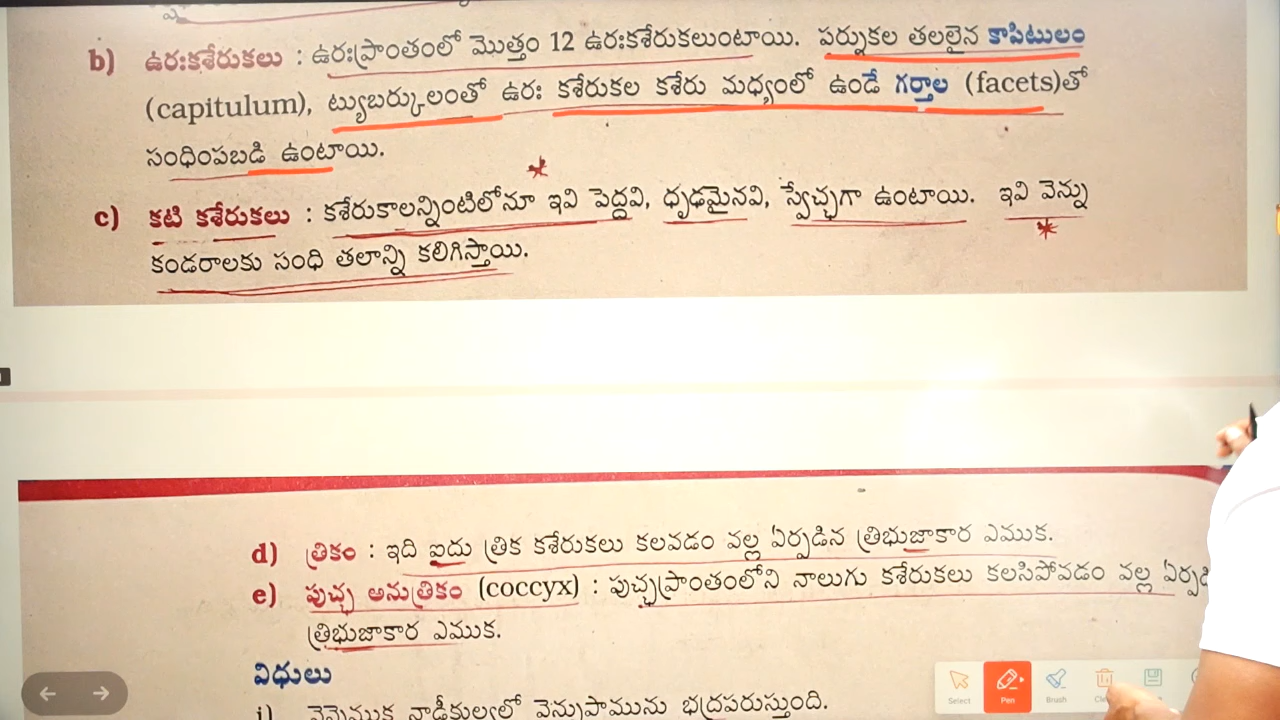 b) ఉరఃకశేరుకలు : ఉరఃప్రాంతంలో మొత్తం 12 ఉరఃకశేరుకలుంటాయి. పర్శుకల తలలైన కాపిటులం
(capitulum), ట్యుబర్కులంతో ఉరః కశేరుకల కశేరు మధ్యంలో ఉండే గర్తాల (facets)తో
సంధింపబడి ఉంటాయి.
c) కటి కశేరుకలు : కశేరుకాలన్నింటిలోనూ ఇవి పెద్దవి, ధృఢమైనవి, స్వేచ్ఛగా ఉంటాయి. ఇవి వెన్ను
కండరాలకు సంధి తలాన్ని కలిగిస్తాయి.
d) త్రికం : ఇది ఐదు త్రిక కశేరుకలు కలవడం వల్ల ఏర్పడిన త్రిభుజాకార ఎముక.
e) పుచ్ఛ అనుత్రికం (coccyx) : పుచ్ఛప్రాంతంలోని నాలుగు కశేరుకలు కలసిపోవడం వల్ల
త్రిభుజాకార ఎముక.
విధులు
i) వెన్నెముక నాడీకుల్యలో వెన్నుపామును భద్రపరుస్తుంది.
Select Pen Brush